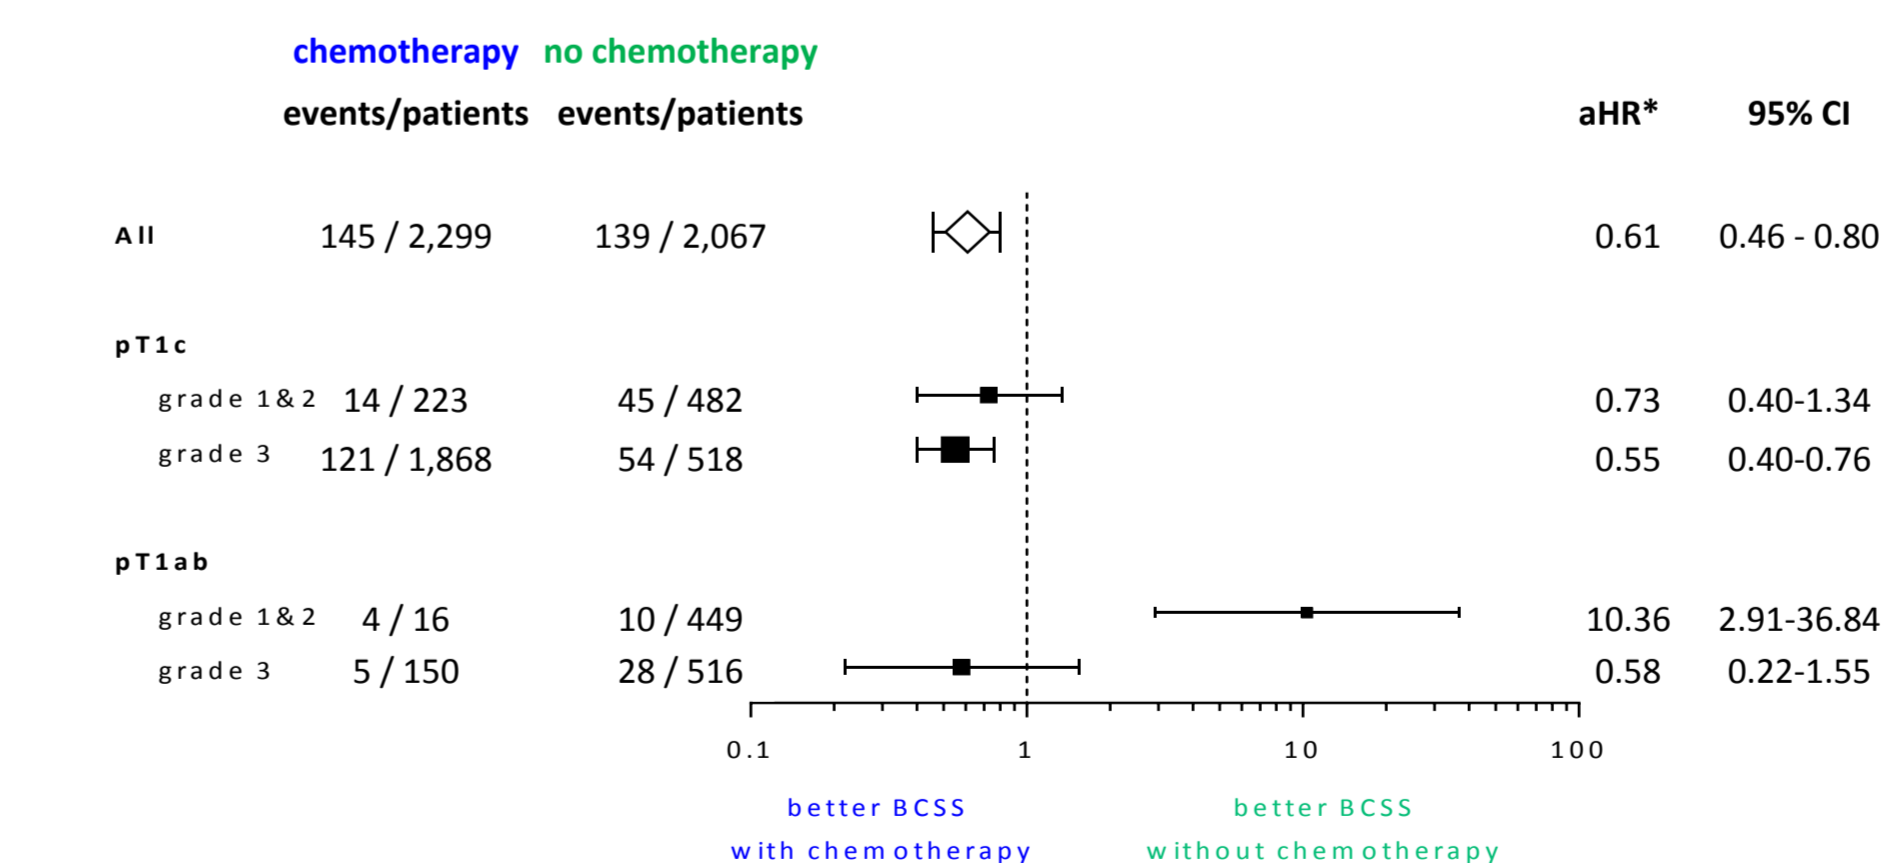 chemotherapy no chemotherapy
events/patients events/patients aHR* 95% CI
All 145 / 2,299 139 / 2,067 0.61 0.46 - 0.80
pT1c
grade 1&2 14 / 223 45 / 482 0.73 0.40-1.34
grade 3 121 / 1,868 54 / 518 0.55 0.40-0.76
pT1ab
grade 1&2 4 / 16 10 / 449 10.36 2.91-36.84
grade 3 5 / 150 28 / 516 0.58 0.22-1.55
0.1 1 10 100
better BCSS better BCSS
with chemotherapy without chemotherapy